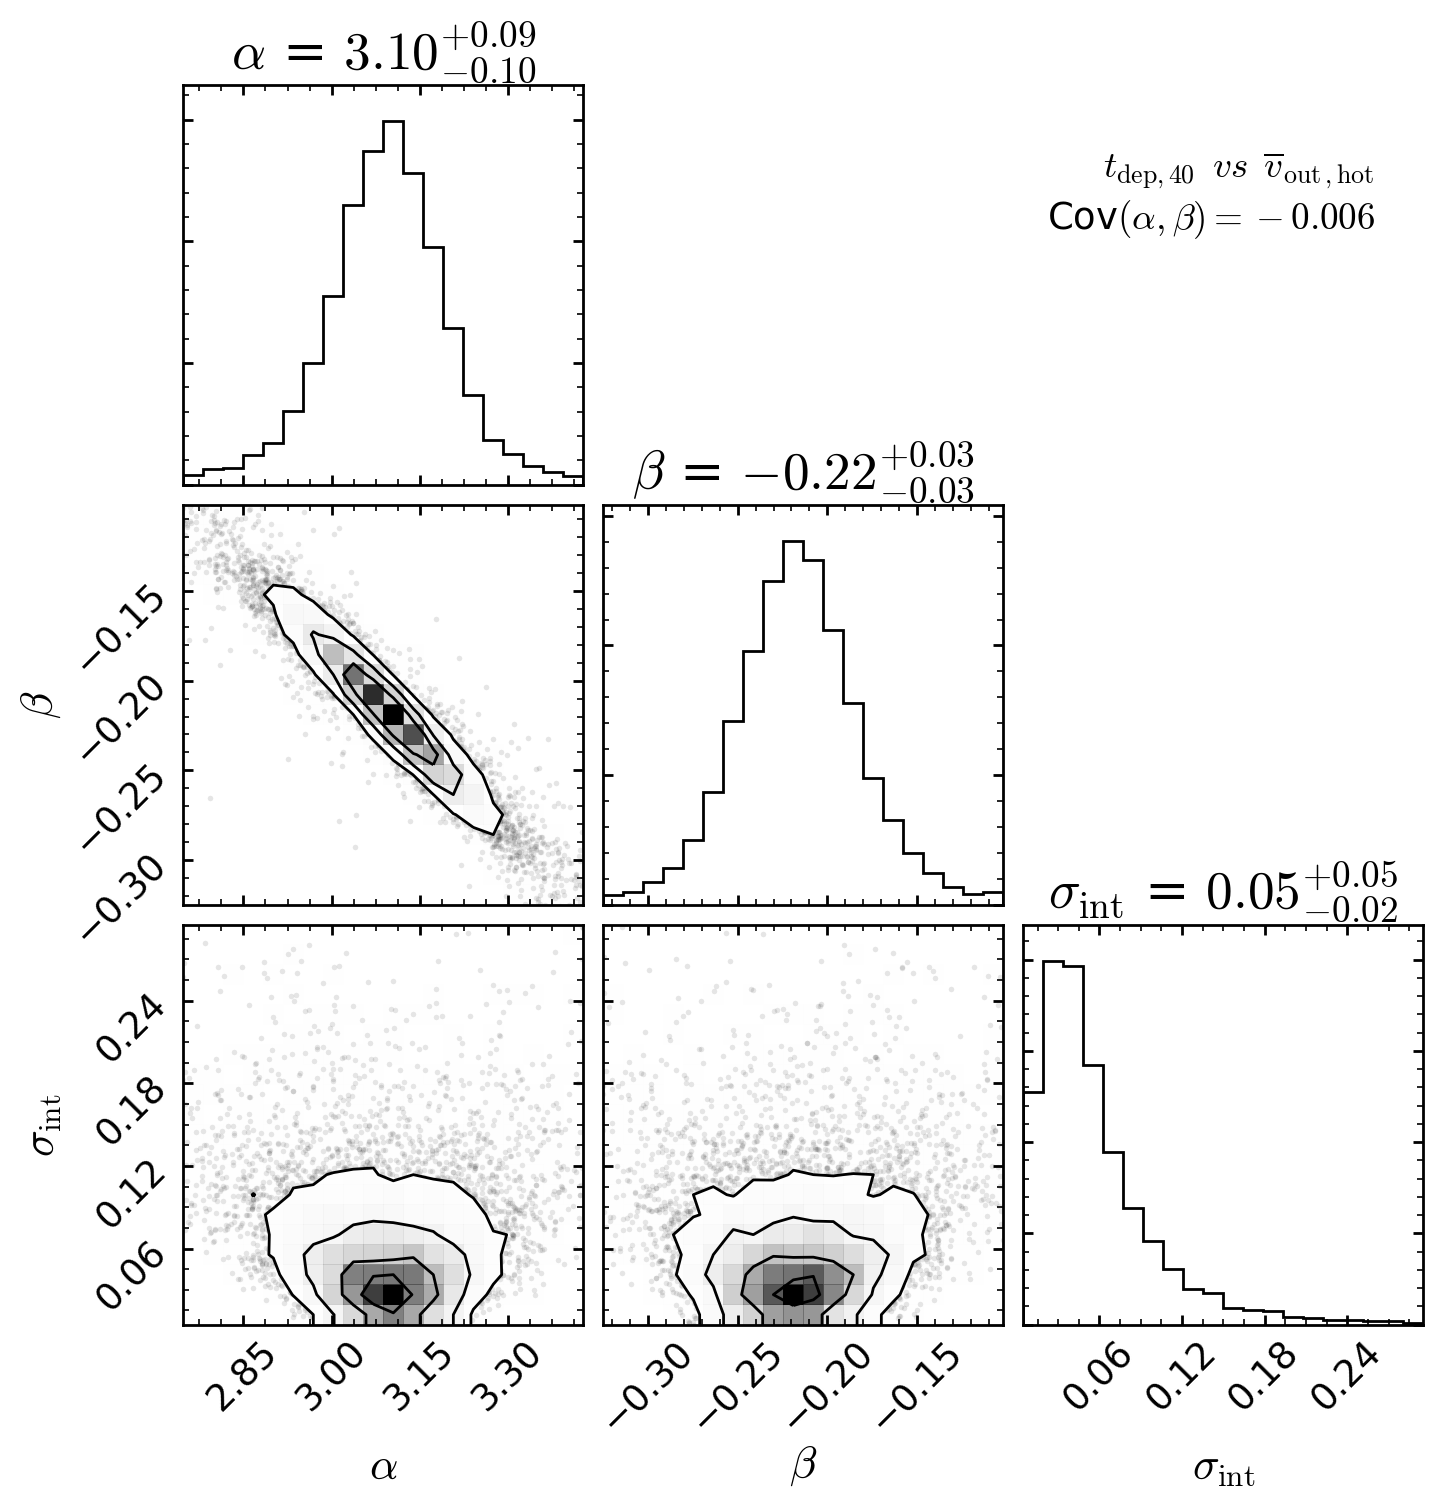 α = 3.10⁺⁰·⁰⁹₋₀.₁₀
t_dep, 40 vs v̅_out, hot
Cov(α, β) = − 0.006
β = −0.22⁺⁰·⁰³₋₀.₀₃
β
−0.15
−0.20
−0.25
−0.30
σ_int = 0.05⁺⁰·⁰⁵₋₀.₀₂
σ_int
0.24
0.18
0.12
0.06
2.85 3.00 3.15 3.30
−0.30 −0.25 −0.20 −0.15
0.06 0.12 0.18 0.24
α
β
σ_int